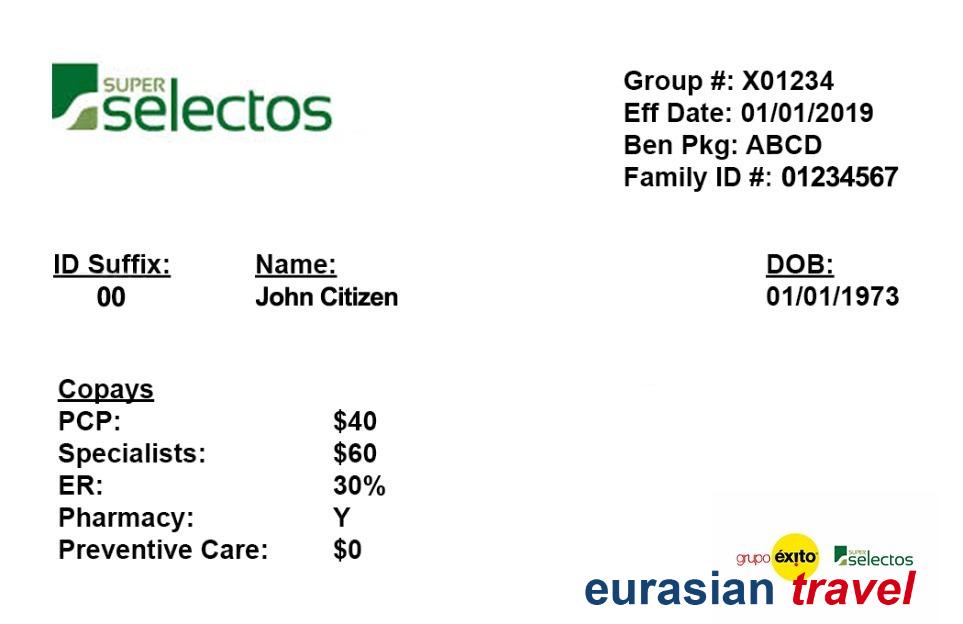 SUPER
selectos
Group #: X01234
Eff Date: 01/01/2019
Ben Pkg: ABCD
Family ID #: 01234567
ID Suffix: Name: DOB:
00 John Citizen 01/01/1973
Copays
PCP: $40
Specialists: $60
ER: 30%
Pharmacy: Y
Preventive Care: $0
grupo éxito SUPER selectos
eurasian travel